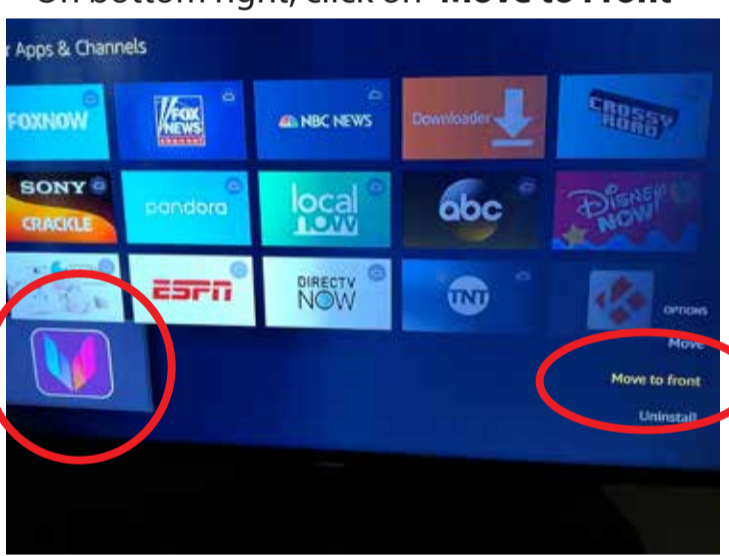 On bottom right, click on "Move to Front"
Apps & Channels
FOXNOW
FOX
NEWS
channel
NBC NEWS
Downloader
CROSSY
ROAD
SONY
CRACKLE
pandora
local
now
abc
Disney
NOW
ESPN
DIRECTV
NOW
TNT
OPTIONS
Move
Move to front
Uninstall